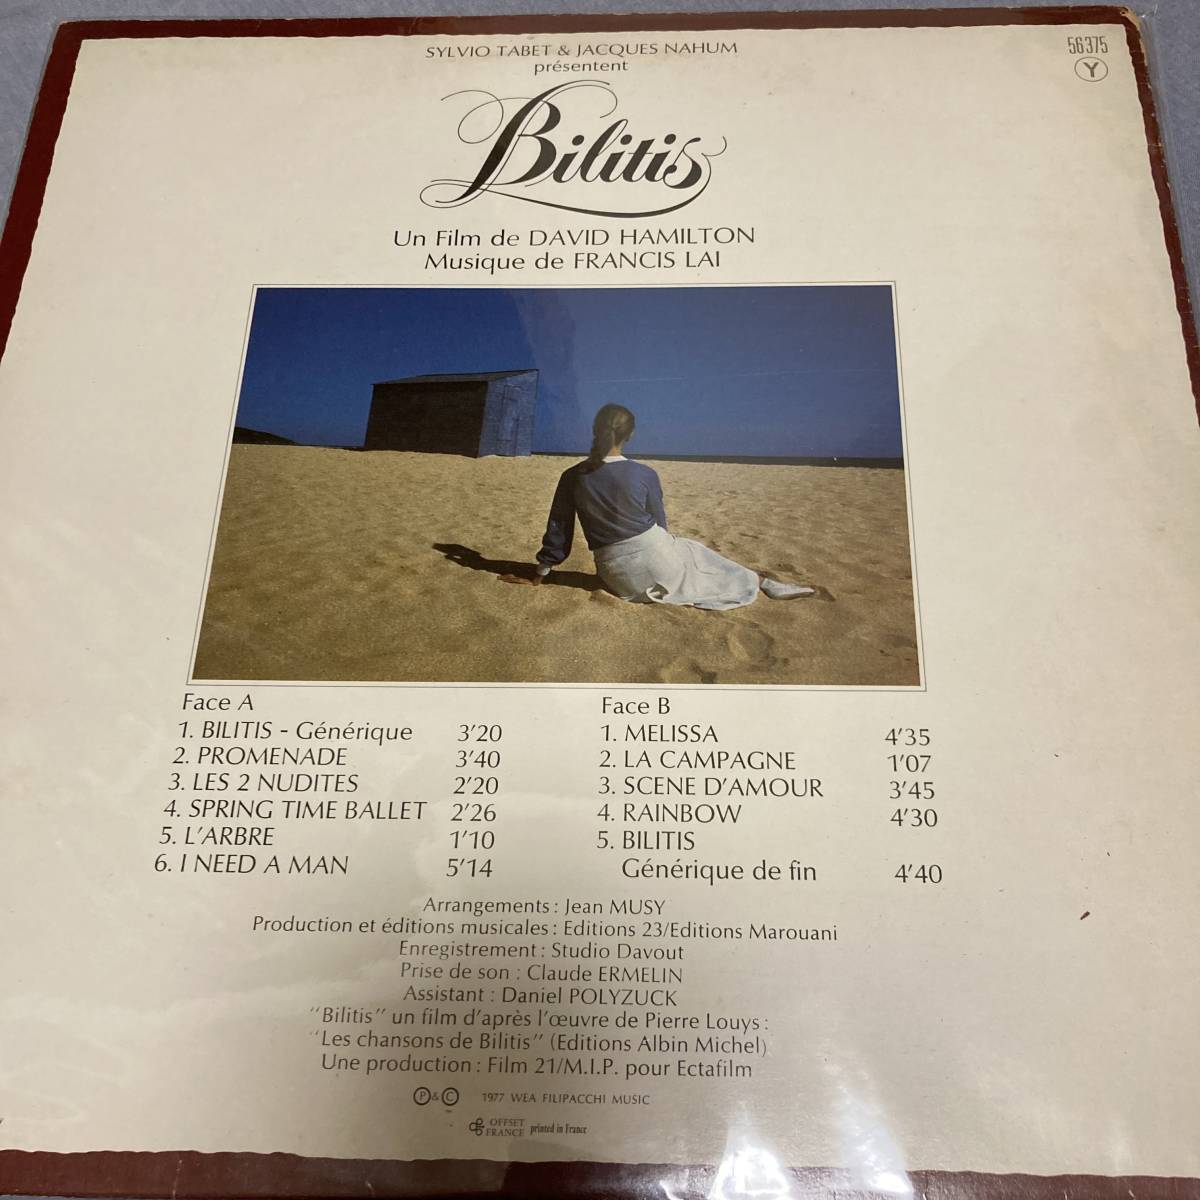 SYLVIO TABET & JACQUES NAHUM
présentent
56375
Y
Bilitis
Un Film de DAVID HAMILTON
Musique de FRANCIS LAI
Face A
1. BILITIS - Générique 3'20
2. PROMENADE 3'40
3. LES 2 NUDITES 2'20
4. SPRING TIME BALLET 2'26
5. L'ARBRE 1'10
6. I NEED A MAN 5'14
Face B
1. MELISSA 4'35
2. LA CAMPAGNE 1'07
3. SCENE D'AMOUR 3'45
4. RAINBOW 4'30
5. BILITIS
Générique de fin 4'40
Arrangements : Jean MUSY
Production et éditions musicales : Editions 23/Editions Marouani
Enregistrement : Studio Davout
Prise de son : Claude ERMELIN
Assistant : Daniel POLYZUCK
"Bilitis" un film d'après l'œuvre de Pierre Louys :
"Les chansons de Bilitis" (Editions Albin Michel)
Une production : Film 21/M.I.P. pour Ectafilm
Ⓟ & © 1977 WEA FILIPACCHI MUSIC
OFFSET
FRANCE printed in France